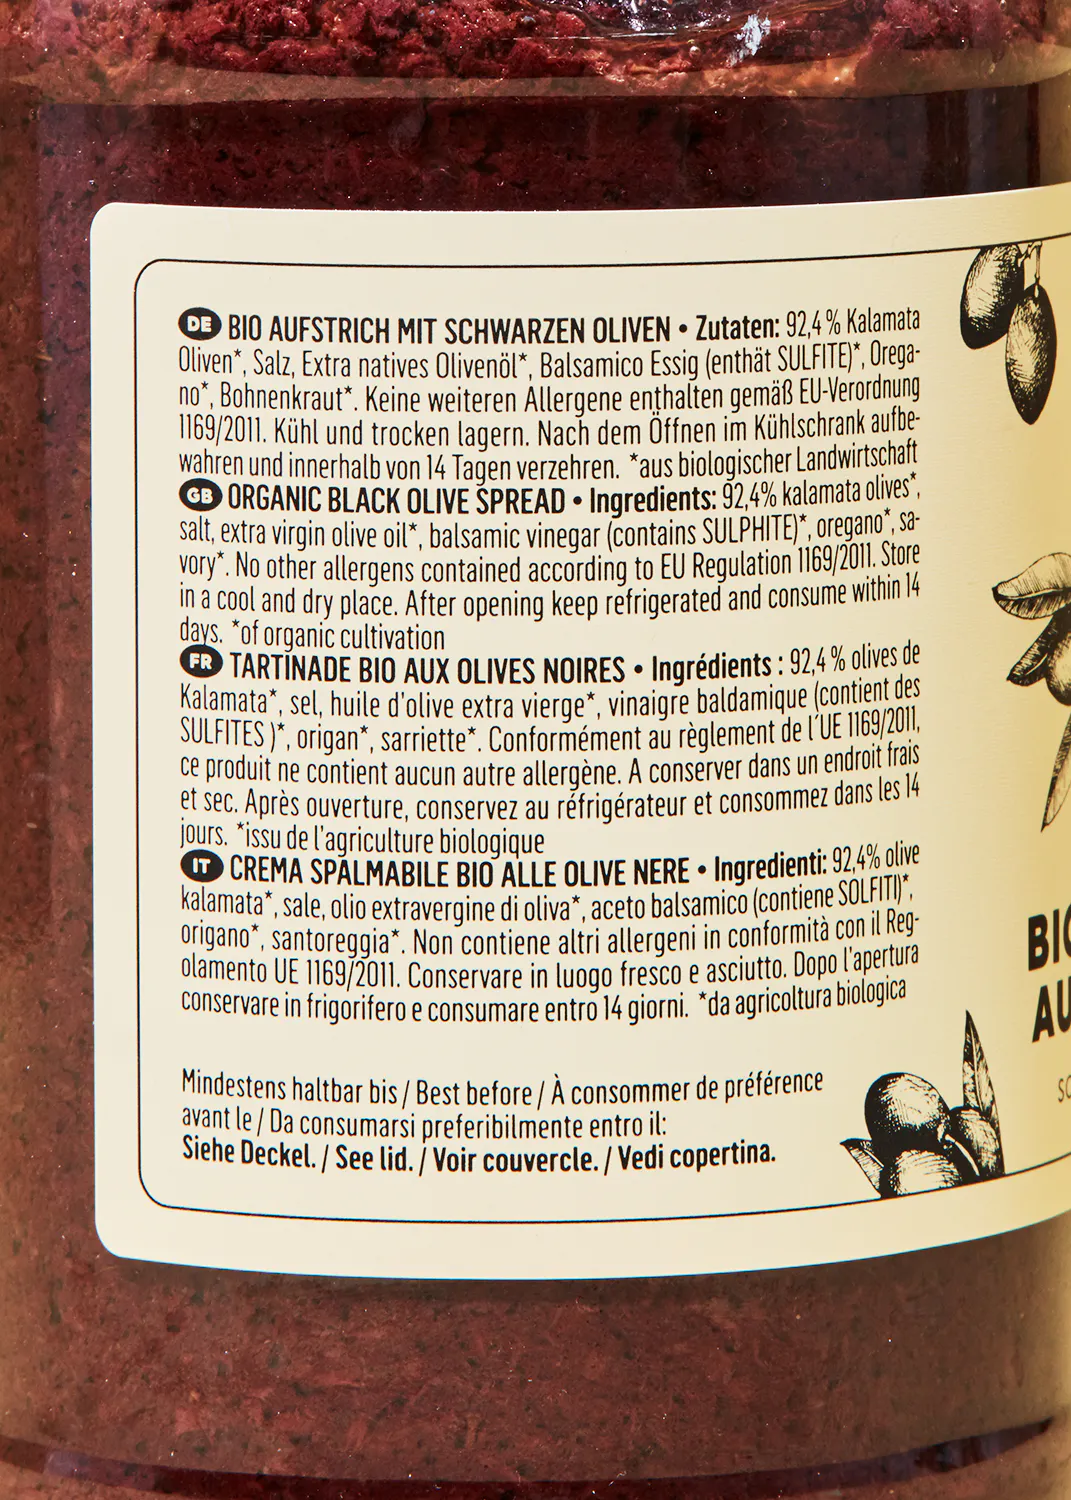 DE BIO AUFSTRICH MIT SCHWARZEN OLIVEN • Zutaten: 92,4 % Kalamata
Oliven*, Salz, Extra natives Olivenöl*, Balsamico Essig (enthät SULFITE)*, Orega-
no*, Bohnenkraut*. Keine weiteren Allergene enthalten gemäß EU-Verordnung
1169/2011. Kühl und trocken lagern. Nach dem Öffnen im Kühlschrank aufbe-
wahren und innerhalb von 14 Tagen verzehren. *aus biologischer Landwirtschaft
GB ORGANIC BLACK OLIVE SPREAD • Ingredients: 92,4% kalamata olives*,
salt, extra virgin olive oil*, balsamic vinegar (contains SULPHITE)*, oregano*, sa-
vory*. No other allergens contained according to EU Regulation 1169/2011. Store
in a cool and dry place. After opening keep refrigerated and consume within 14
days. *of organic cultivation
FR TARTINADE BIO AUX OLIVES NOIRES • Ingrédients : 92,4 % olives de
Kalamata*, sel, huile d'olive extra vierge*, vinaigre baldamique (contient des
SULFITES )*, origan*, sarriette*. Conformément au règlement de l´UE 1169/2011,
ce produit ne contient aucun autre allergène. A conserver dans un endroit frais
et sec. Après ouverture, conservez au réfrigérateur et consommez dans les 14
jours. *issu de l'agriculture biologique
IT CREMA SPALMABILE BIO ALLE OLIVE NERE • Ingredienti: 92,4% olive
kalamata*, sale, olio extravergine di oliva*, aceto balsamico (contiene SOLFITI)*,
origano*, santoreggia*. Non contiene altri allergeni in conformità con il Reg-
olamento UE 1169/2011. Conservare in luogo fresco e asciutto. Dopo l'apertura
conservare in frigorifero e consumare entro 14 giorni. *da agricoltura biologica
Mindestens haltbar bis / Best before / À consommer de préférence
avant le / Da consumarsi preferibilmente entro il:
Siehe Deckel. / See lid. / Voir couvercle. / Vedi copertina.